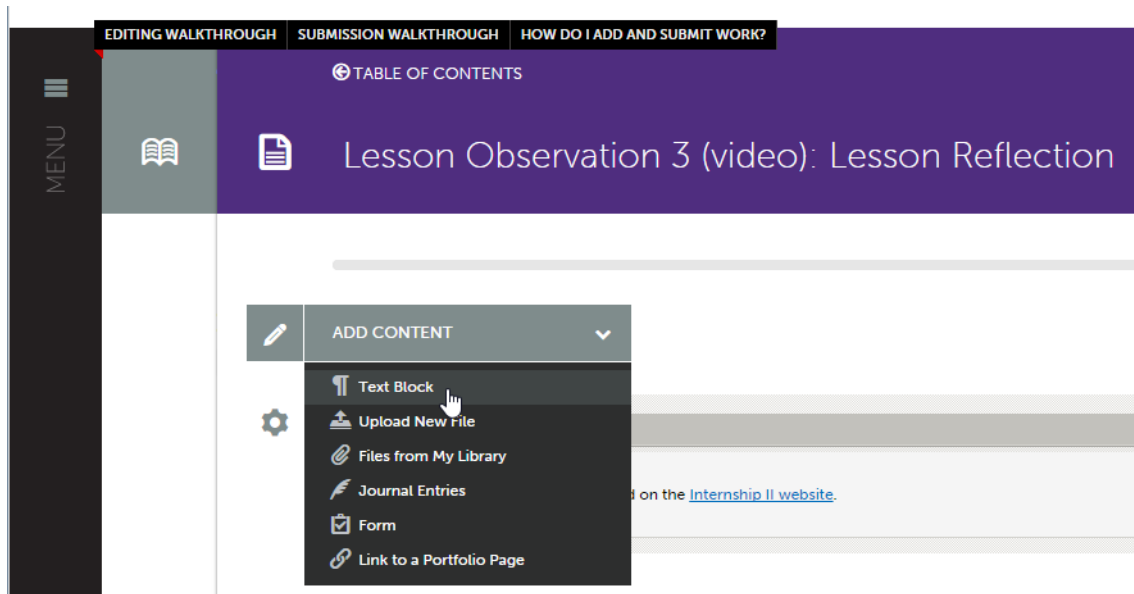 EDITING WALKTHROUGH SUBMISSION WALKTHROUGH HOW DO I ADD AND SUBMIT WORK?
MENU
TABLE OF CONTENTS
Lesson Observation 3 (video): Lesson Reflection
ADD CONTENT
Text Block
Upload New File
Files from My Library
Journal Entries
on the Internship II website.
Form
Link to a Portfolio Page